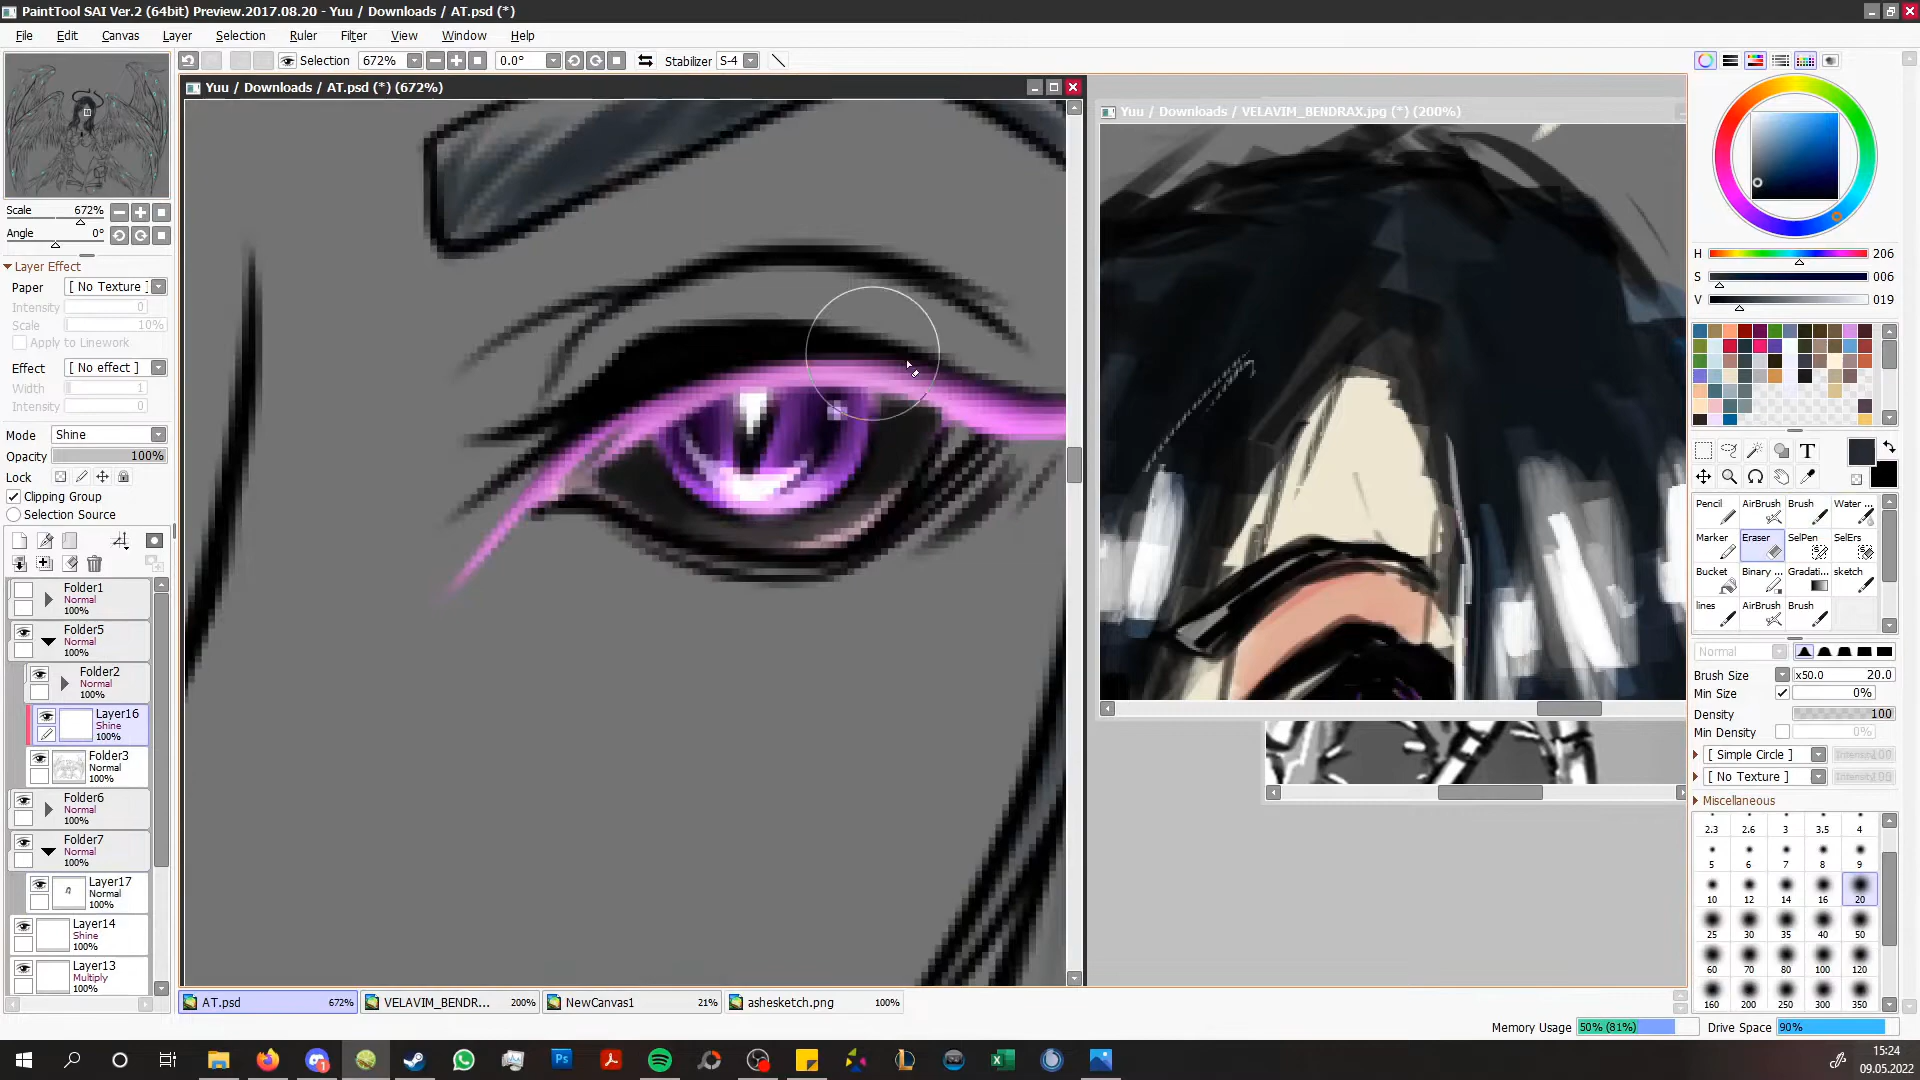 PaintTool SAI Ver.2 (64bit) Preview.2017.08.20 - Yuu / Downloads / AT.psd (*)
File Edit Canvas Layer Selection Ruler Filter View Window Help
Selection 672% 0.0° Stabilizer S-4
Yuu / Downloads / AT.psd (*) (672%)
Yuu / Downloads / VELAVIM_BENDRAX.jpg (*) (200%)
Scale 672%
Angle 0°
Layer Effect
Paper [ No Texture ]
Intensity 0
Scale 10%
Apply to Linework
Effect [ No effect ]
Width 1
Intensity 0
Mode Shine
Opacity 100%
Lock
Clipping Group
Selection Source
Folder1
Normal
100%
Folder5
Normal
100%
Folder2
Normal
100%
Layer16
Shine
100%
Folder3
Normal
100%
Folder6
Normal
100%
Folder7
Normal
100%
Layer17
Normal
100%
Layer14
Shine
100%
Layer13
Multiply
100%
H 206
S 006
V 019
T
Pencil AirBrush Brush Water ...
Marker Eraser SelPen SelErs
Bucket Binary ... Gradati... sketch
lines AirBrush Brush
Normal
Brush Size x50.0 20.0
Min Size 0%
Density 100
Min Density 0%
[ Simple Circle ] Intensity 100
[ No Texture ] Intensity 100
Miscellaneous
2.3 2.6 3 3.5 4
5 6 7 8 9
10 12 14 16 20
25 30 35 40 50
60 70 80 100 120
160 200 250 300 350
AT.psd 672% VELAVIM_BENDR... 200% NewCanvas1 21% ashesketch.png 100%
Memory Usage 50% (81%) Drive Space 90%
Ps
15:24
09.05.2022